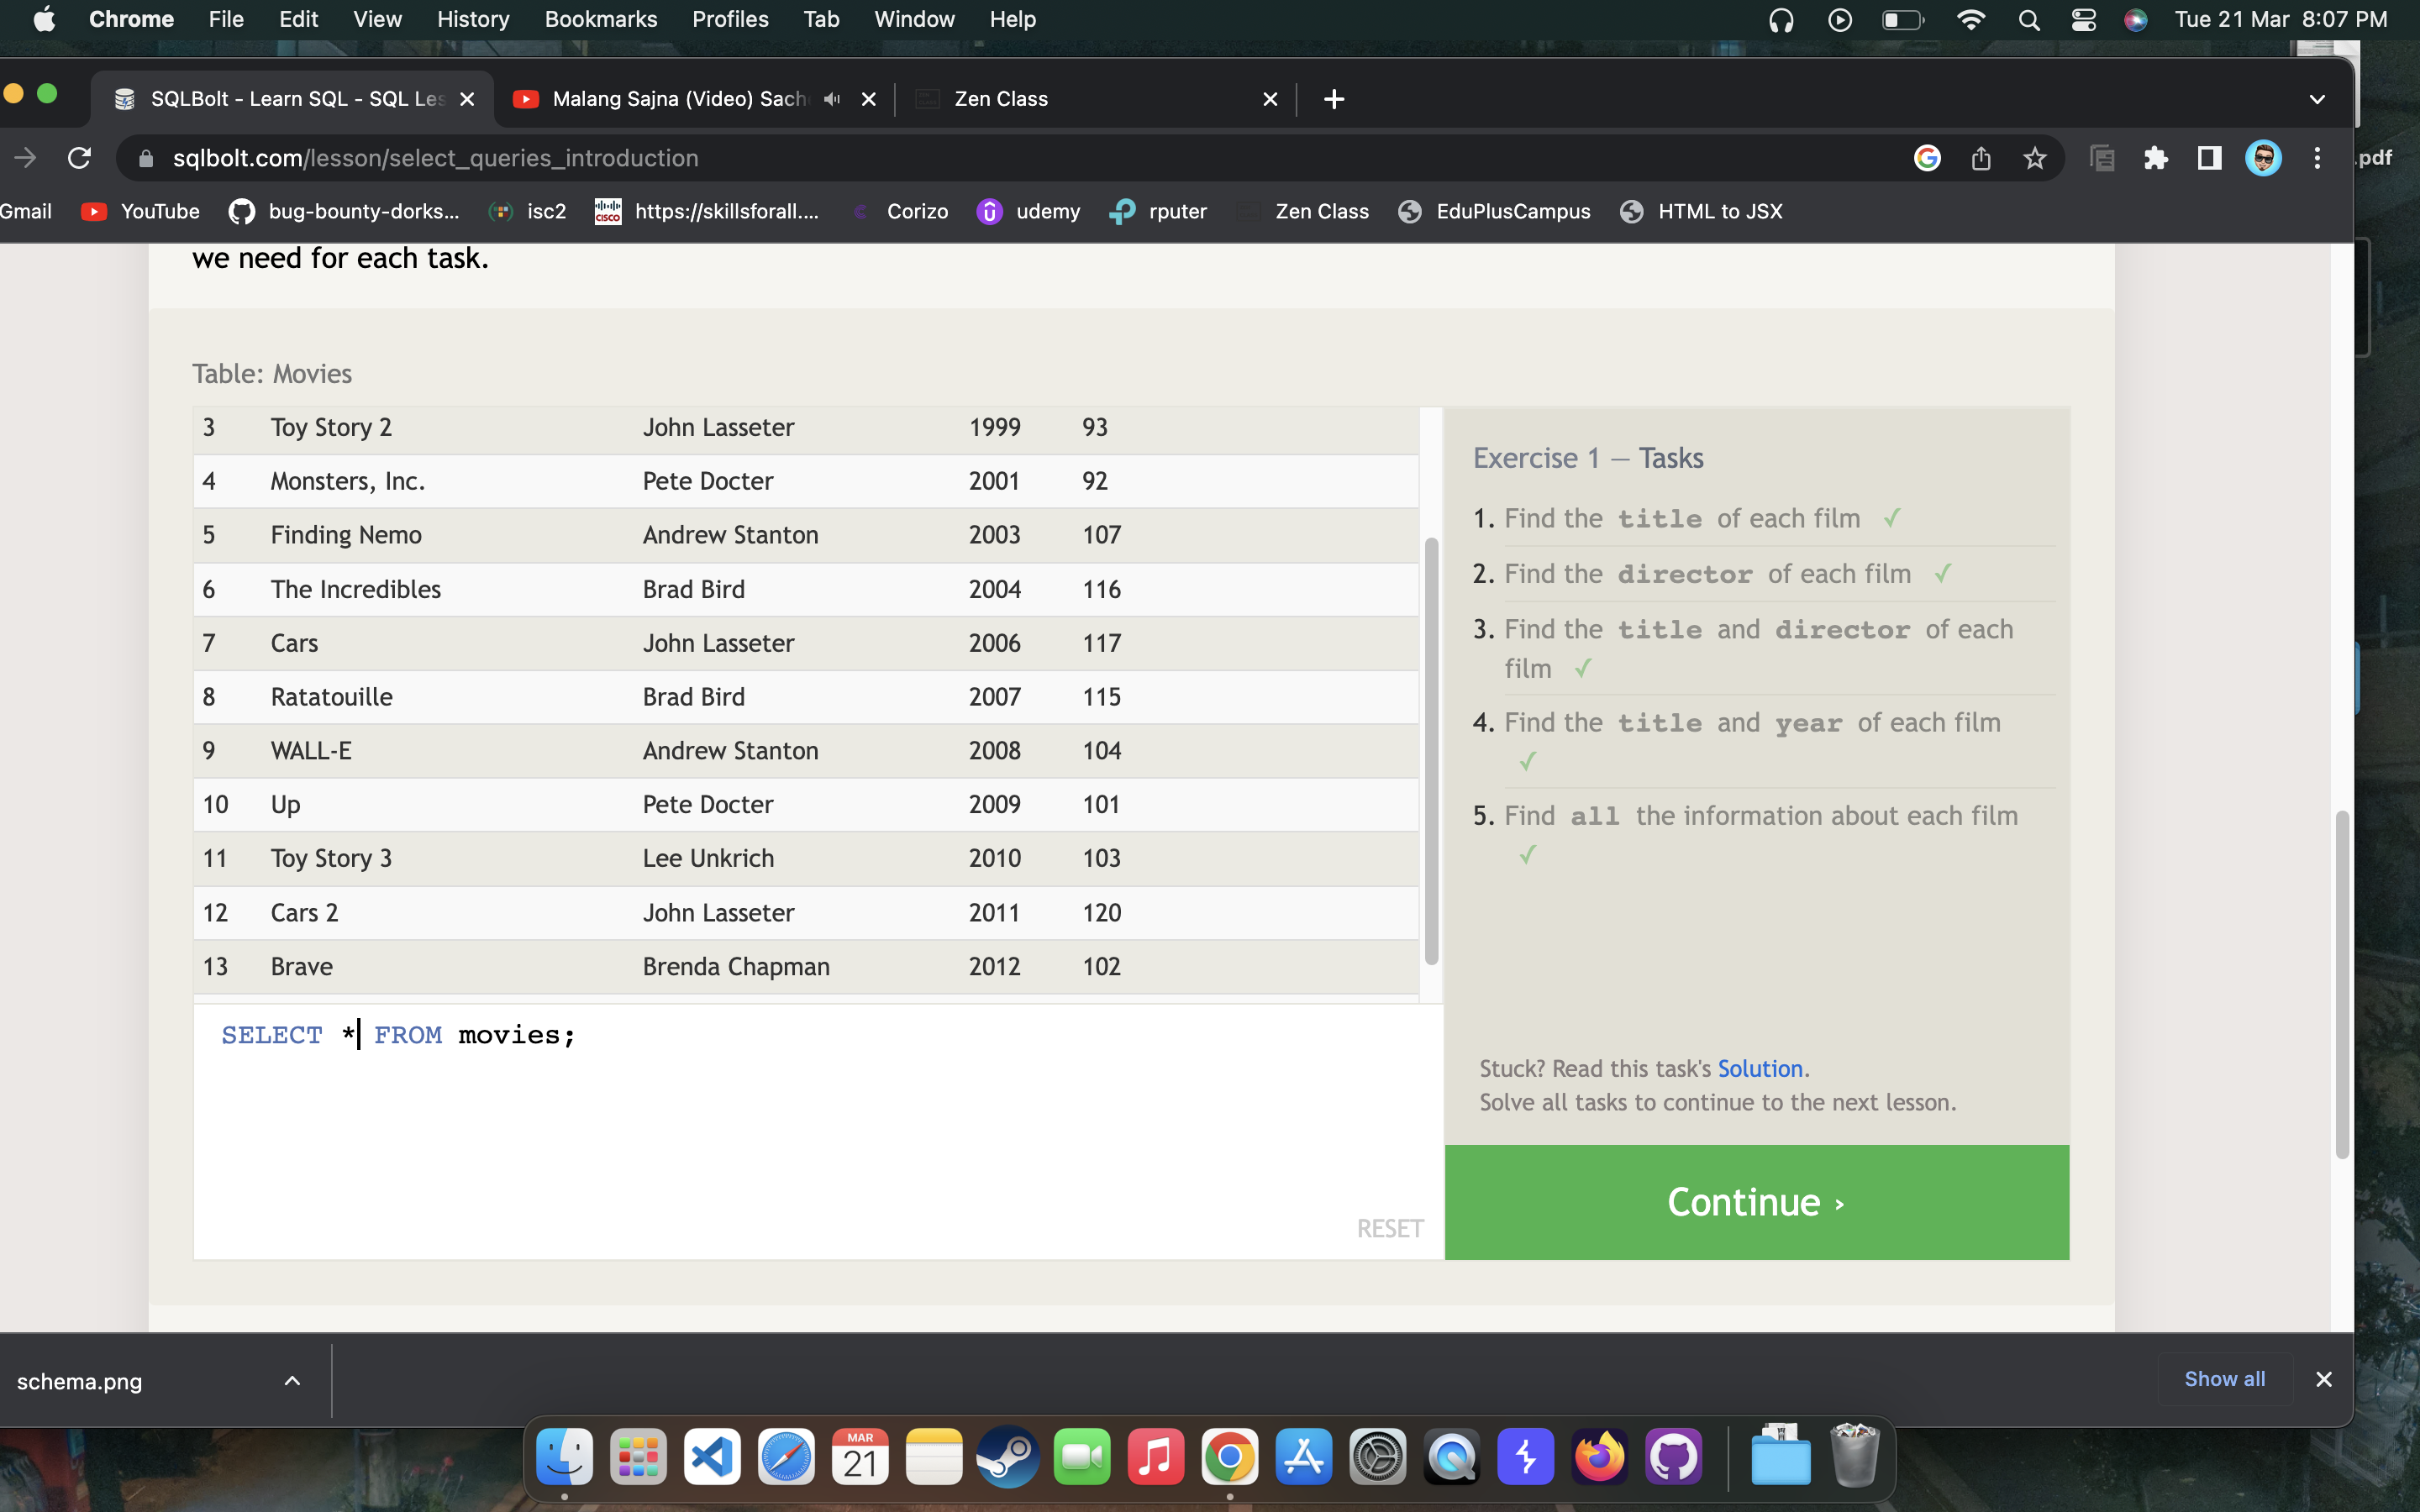 Chrome File Edit View History Bookmarks Profiles Tab Window Help Tue 21 Mar 8:07 PM
SQLBolt - Learn SQL - SQL Les Malang Sajna (Video) Sach Zen Class
sqlbolt.com/lesson/select_queries_introduction .pdf
Gmail YouTube bug-bounty-dorks... isc2 https://skillsforall.... Corizo udemy rputer Zen Class EduPlusCampus HTML to JSX
we need for each task.
Table: Movies
3 Toy Story 2 John Lasseter 1999 93
4 Monsters, Inc. Pete Docter 2001 92
5 Finding Nemo Andrew Stanton 2003 107
6 The Incredibles Brad Bird 2004 116
7 Cars John Lasseter 2006 117
8 Ratatouille Brad Bird 2007 115
9 WALL-E Andrew Stanton 2008 104
10 Up Pete Docter 2009 101
11 Toy Story 3 Lee Unkrich 2010 103
12 Cars 2 John Lasseter 2011 120
13 Brave Brenda Chapman 2012 102
SELECT * FROM movies;
RESET
Exercise 1 — Tasks
1. Find the title of each film ✓
2. Find the director of each film ✓
3. Find the title and director of each
film ✓
4. Find the title and year of each film
✓
5. Find all the information about each film
✓
Stuck? Read this task's Solution.
Solve all tasks to continue to the next lesson.
Continue ›
schema.png Show all
MAR
21